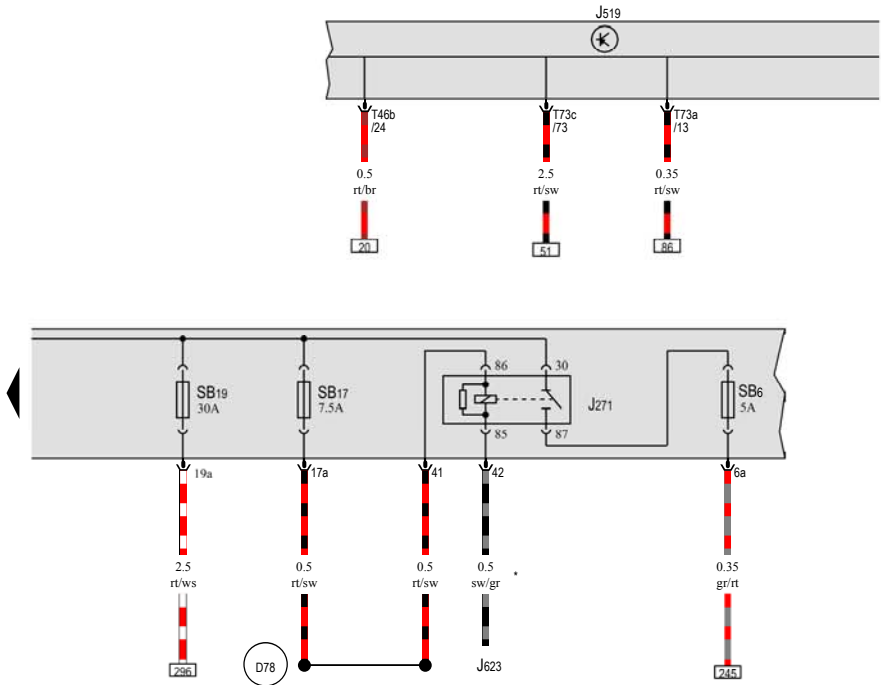 J519
T46b
/24
T73c
/73
T73a
/13
0.5
rt/br
2.5
rt/sw
0.35
rt/sw
20
51
86
86
30
SB19
30A
SB17
7.5A
J271
SB6
5A
85
87
19a
17a
41
42
6a
2.5
rt/ws
0.5
rt/sw
0.5
rt/sw
0.5
sw/gr
*
0.35
gr/rt
296
D78
J623
245